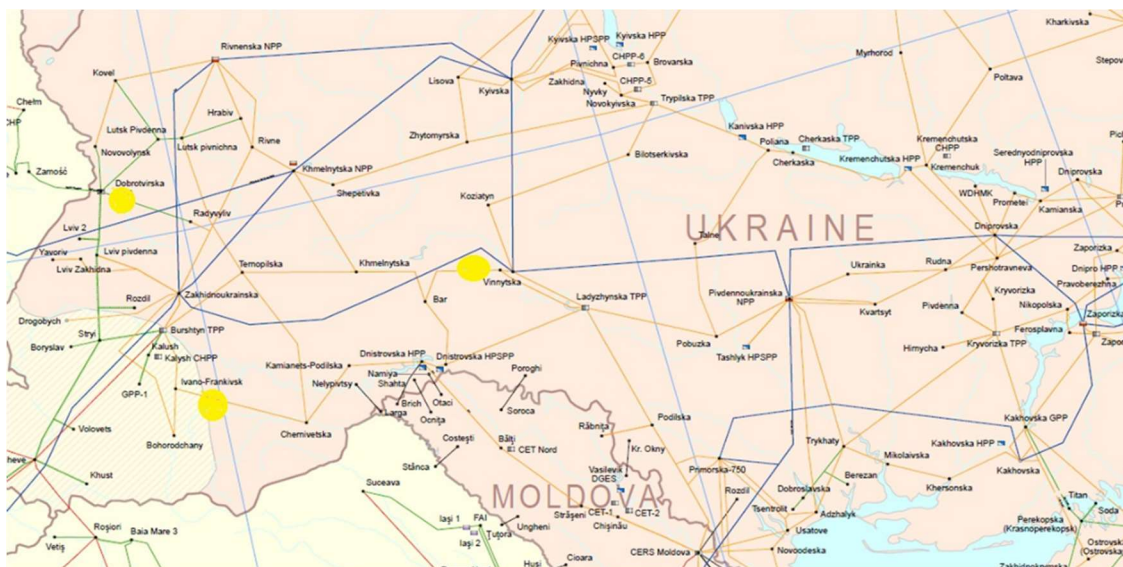 Rivnenska NPP
Kyivska HPSPP
Kyivska HPP
Kharkivska
Myrhorod
Kovel
Lisova
Kyivska
Pivnichna
CHPP-6
Brovarska
Zakhidna
CHPP-5
Poltava
Chełm
Nyvky
Novokyivska
Trypilska TPP
Hrabiv
Lutsk Pivdenna
Rivne
Lutsk pivnichna
Novovolynsk
Zhytomyrska
Kanivska HPP
Cherkaska TPP
Poliana
Cherkaska
Kremenchutska
CHPP
Kremenchutska HPP
Kremenchuk
Serednyodniprovska
HPP
Bilotserkivska
Zamość
Khmelnytska NPP
Shepetivka
Dobrotvirska
WDHMK
Prometei
Dniprovska
Kamianska
Koziatyn
Radyvyliv
Lviv 2
UKRAINE
Talne
Dniprovska
Yavoriv
Lviv pivdenna
Lviv Zakhidna
Ternopilska
Khmelnytska
Vinnytska
Ukrainka
Rudna
Pershotravneva
Zaporizka
Dnipro HPP
Pravoberezhna
Zakhidnoukrainska
Rozdil
Bar
Ladyzhynska TPP
Pivdennoukrainska
NPP
Kvartsyt
Pivdenna
Kryvorizka
Nikopolska
Drogobych
Burshtyn TPP
Stryi
Boryslav
Kalush
Kalysh CHPP
Ferosplavna
Zaporizka
Pobuzka
Tashlyk HPSPP
Hirnycha
Kryvorizka TPP
Dnistrovska HPP
Dnistrovska HPSPP
Kamianets-Podilska
Nelypivtsy
Namiya
Shahta
Poroghi
GPP-1
Ivano-Frankivsk
Brich
Otaci
Larga
Ocnița
Soroca
Chernivetska
Podilska
Râbnița
Kakhovska GPP
Volovets
Bohorodchany
Costești
Bălți
CET Nord
Kr. Okny
Trykhaty
Mikolaivska
Kakhovska HPP
Stânca
Vasilevik
DGES
Primorska-750
Berezan
Khersonska
Kakhovska
Khust
Suceava
MOLDOVA
Rozdil
Dobroslavska
Titan
Soda
Iași 1
FAI
Țuțora
Ungheni
Strășeni
CET-1
CET-2
Chișinău
Tsentrolit
Adzhalyk
Perekopska
(Krasnoperekopsk)
Roșiori
Baia Mare 3
Vetiș
Iași 2
Usatove
Novoodeska
CERS Moldova
Cioara
Husi
Ostrovska
(Ostrovskaya